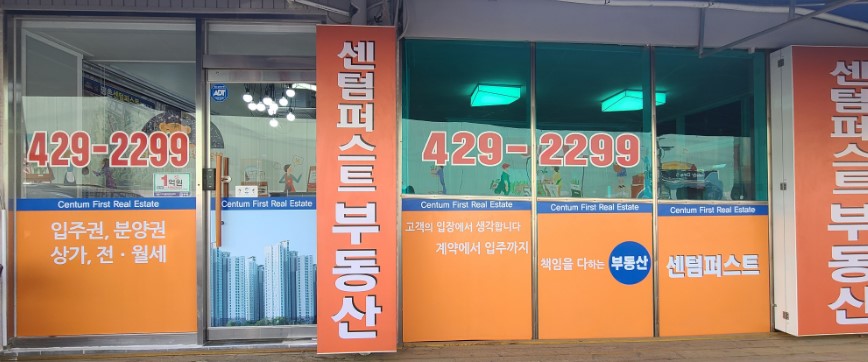 ADT
429-2299
1억원
Centum First Real Estate
입주권, 분양권
상가, 전·월세
Centum First Real Estate
센텀퍼스트부동산
429-2299
Centum First Real Estate
고객의 입장에서 생각합니다
계약에서 입주까지
Centum First Real Estate
책임을 다하는 부동산
Centum First Real Estate
센텀퍼스트
센텀퍼스트부동산